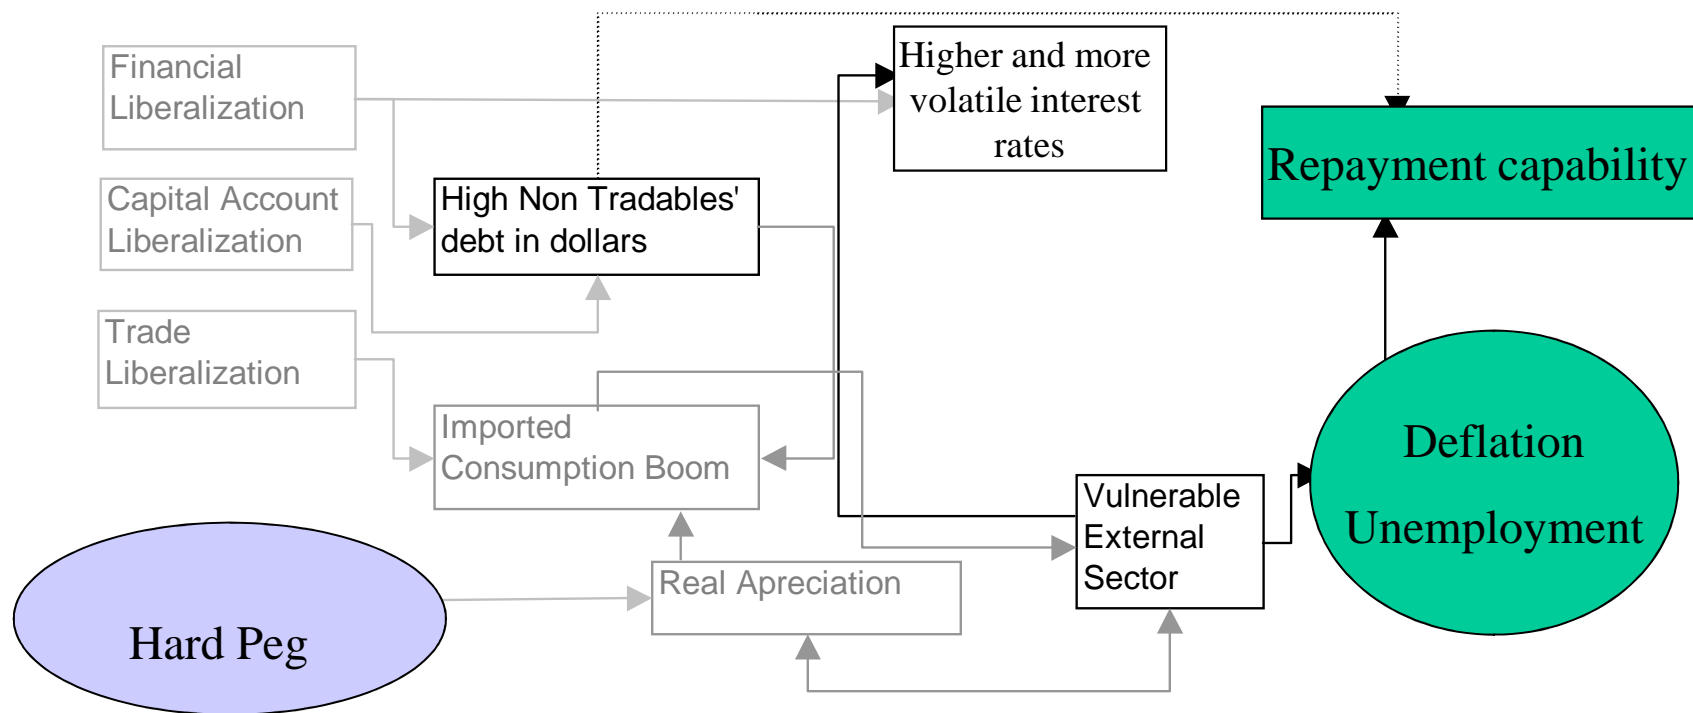 Financial
Liberalization
Higher and more
volatile interest
rates
Repayment capability
Capital Account
Liberalization
High Non Tradables'
debt in dollars
Trade
Liberalization
Imported
Consumption Boom
Deflation
Unemployment
Vulnerable
External
Sector
Real Apreciation
Hard Peg